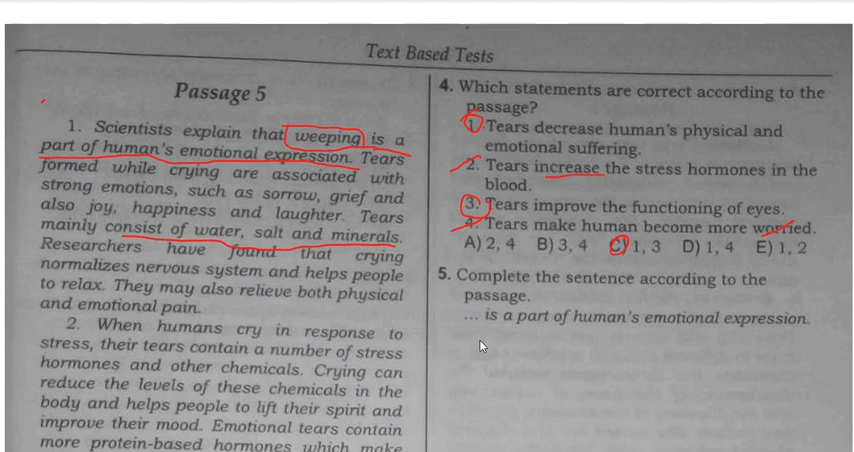 Text Based Tests
Passage 5
1. Scientists explain that weeping is a
part of human's emotional expression. Tears
formed while crying are associated with
strong emotions, such as sorrow, grief and
also joy, happiness and laughter. Tears
mainly consist of water, salt and minerals.
Researchers have found that crying
normalizes nervous system and helps people
to relax. They may also relieve both physical
and emotional pain.
2. When humans cry in response to
stress, their tears contain a number of stress
hormones and other chemicals. Crying can
reduce the levels of these chemicals in the
body and helps people to lift their spirit and
improve their mood. Emotional tears contain
more protein-based hormones which make
4. Which statements are correct according to the
passage?
1. Tears decrease human's physical and
emotional suffering.
2. Tears increase the stress hormones in the
blood.
3. Tears improve the functioning of eyes.
4. Tears make human become more worried.
A) 2, 4 B) 3, 4 C) 1, 3 D) 1, 4 E) 1, 2
5. Complete the sentence according to the
passage.
... is a part of human's emotional expression.